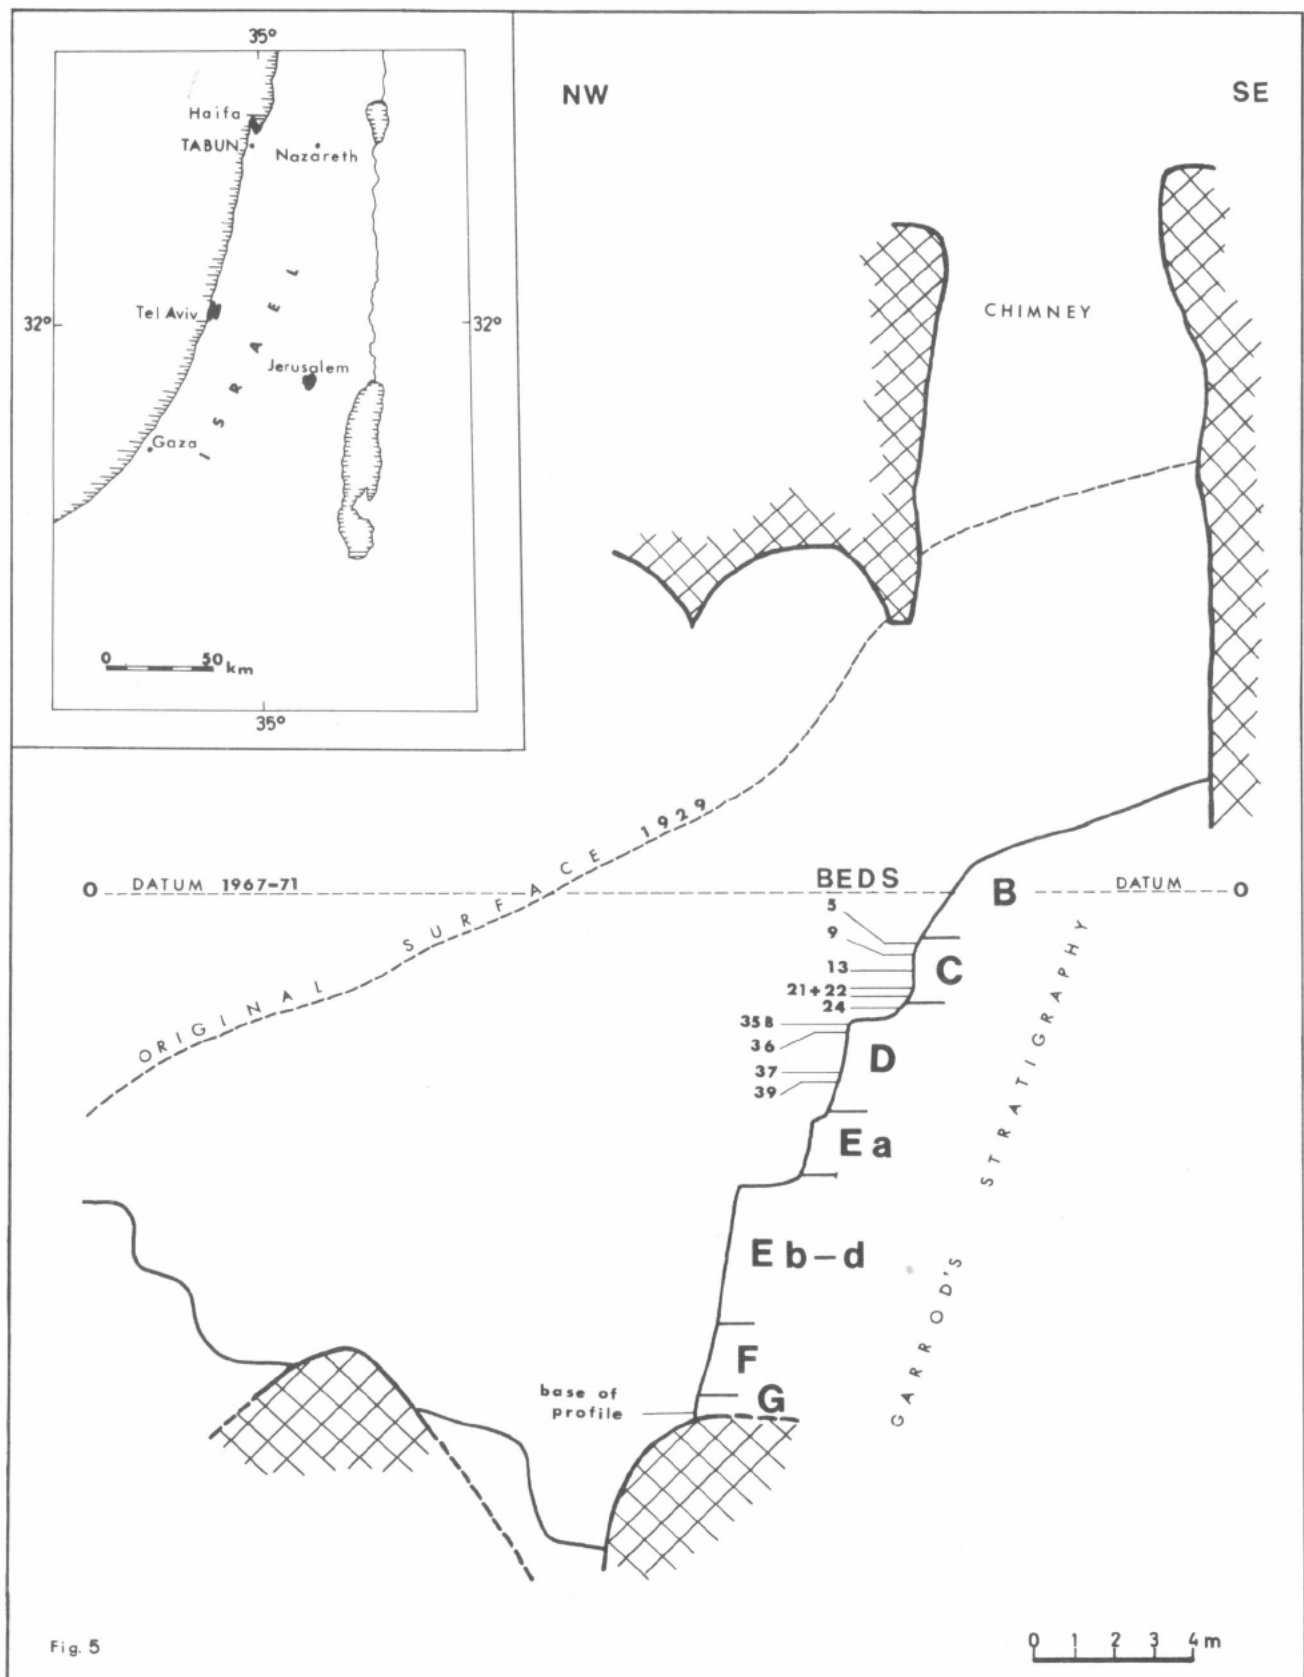 35°
Haifa
TABUN
Nazareth
Tel Aviv
32°
32°
ISRAEL
Jerusalem
Gaza
0 50 km
35°
NW
SE
CHIMNEY
ORIGINAL SURFACE 1929
O DATUM 1967-71
BEDS
DATUM O
B
5
9
13
21+22
24
C
35B
36
37
39
D
Ea
Eb-d
F
G
base of
profile
GARROD'S STRATIGRAPHY
Fig. 5
0 1 2 3 4 m